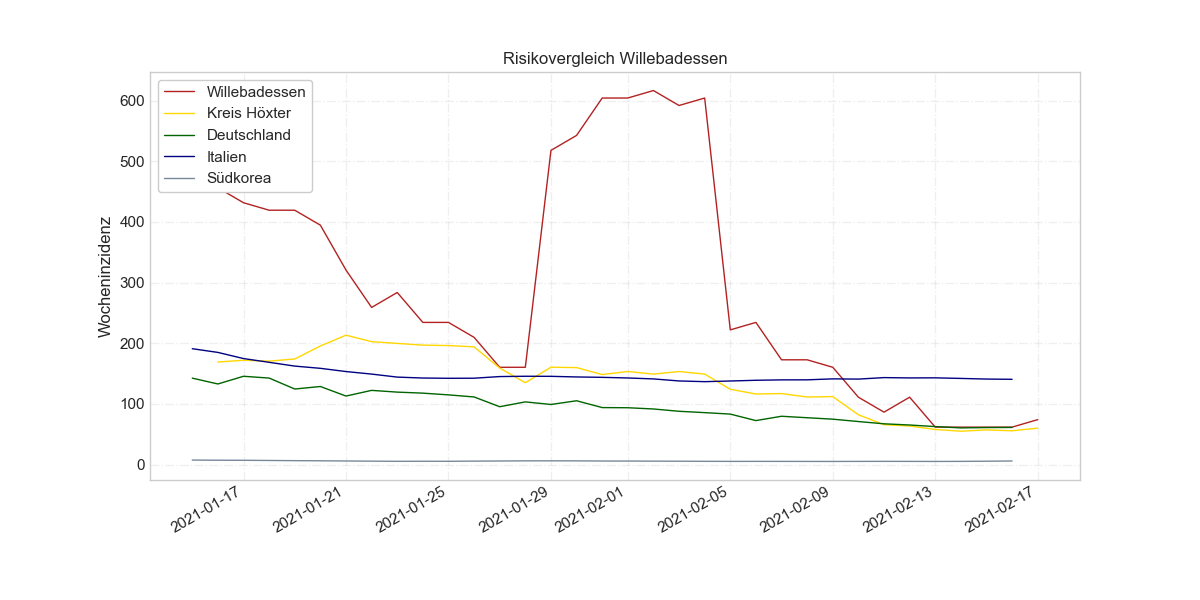 Risikovergleich Willebadessen
Willebadessen
Kreis Höxter
Deutschland
Italien
Südkorea
Wocheninzidenz
600
500
400
300
200
100
0
2021-01-17
2021-01-21
2021-01-25
2021-01-29
2021-02-01
2021-02-05
2021-02-09
2021-02-13
2021-02-17